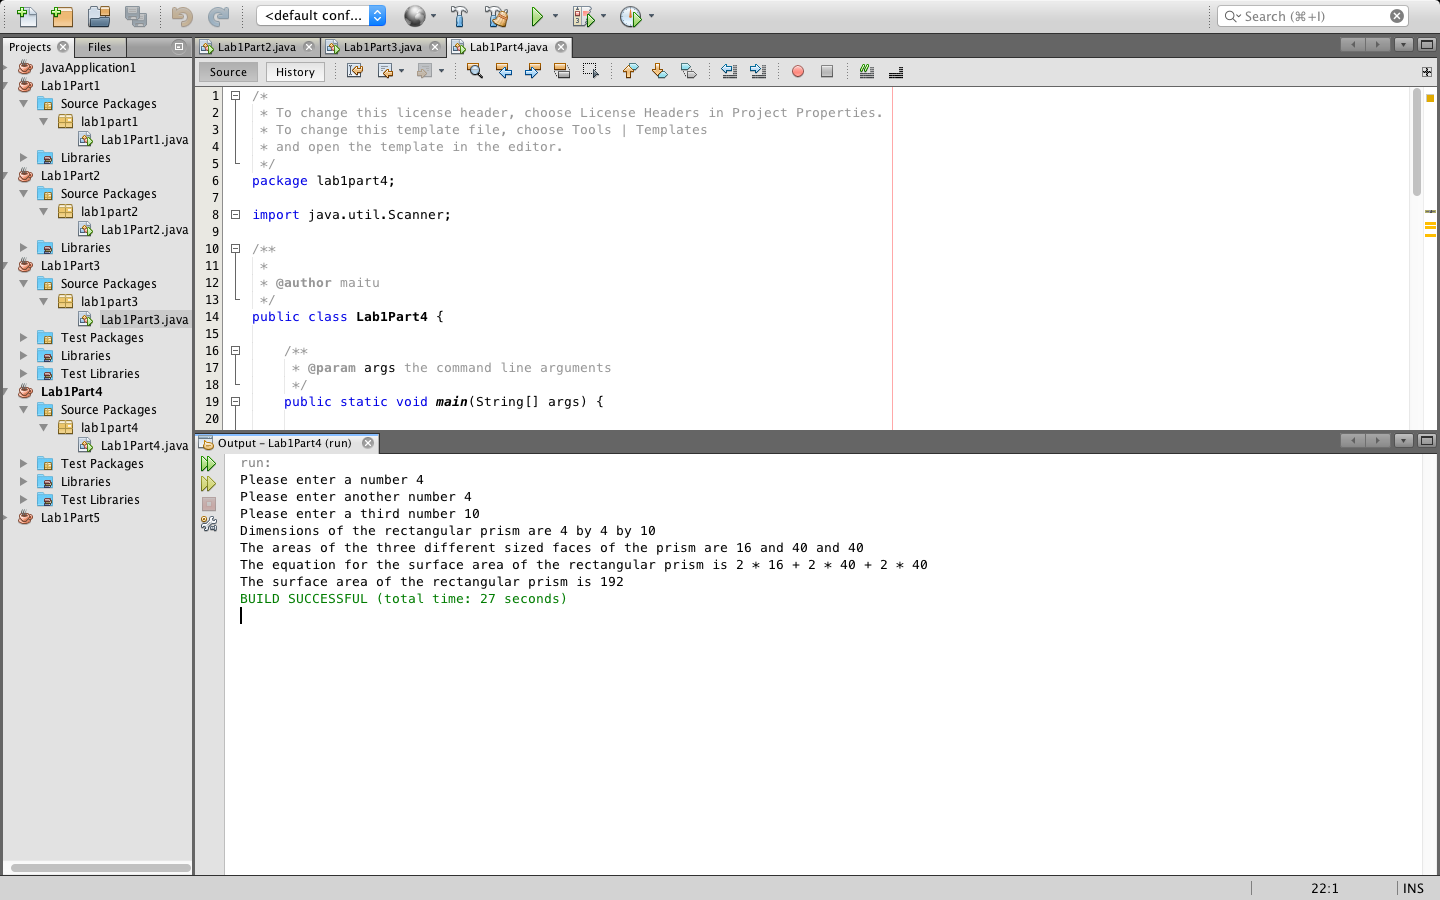 <default conf...
Search (⌘+I)
Projects
Files
JavaApplication1
Lab1Part1
Source Packages
lab1part1
Lab1Part1.java
Libraries
Lab1Part2
Source Packages
lab1part2
Lab1Part2.java
Libraries
Lab1Part3
Source Packages
lab1part3
Lab1Part3.java
Test Packages
Libraries
Test Libraries
Lab1Part4
Source Packages
lab1part4
Lab1Part4.java
Test Packages
Libraries
Test Libraries
Lab1Part5
Lab1Part2.java
Lab1Part3.java
Lab1Part4.java
Source
History
1 /*
2 * To change this license header, choose License Headers in Project Properties.
3 * To change this template file, choose Tools | Templates
4 * and open the template in the editor.
5 */
6 package lab1part4;
7
8 import java.util.Scanner;
9
10 /**
11 *
12 * @author maitu
13 */
14 public class Lab1Part4 {
15
16 /**
17 * @param args the command line arguments
18 */
19 public static void main(String[] args) {
20
Output – Lab1Part4 (run)
run:
Please enter a number 4
Please enter another number 4
Please enter a third number 10
Dimensions of the rectangular prism are 4 by 4 by 10
The areas of the three different sized faces of the prism are 16 and 40 and 40
The equation for the surface area of the rectangular prism is 2 * 16 + 2 * 40 + 2 * 40
The surface area of the rectangular prism is 192
BUILD SUCCESSFUL (total time: 27 seconds)
22:1
INS